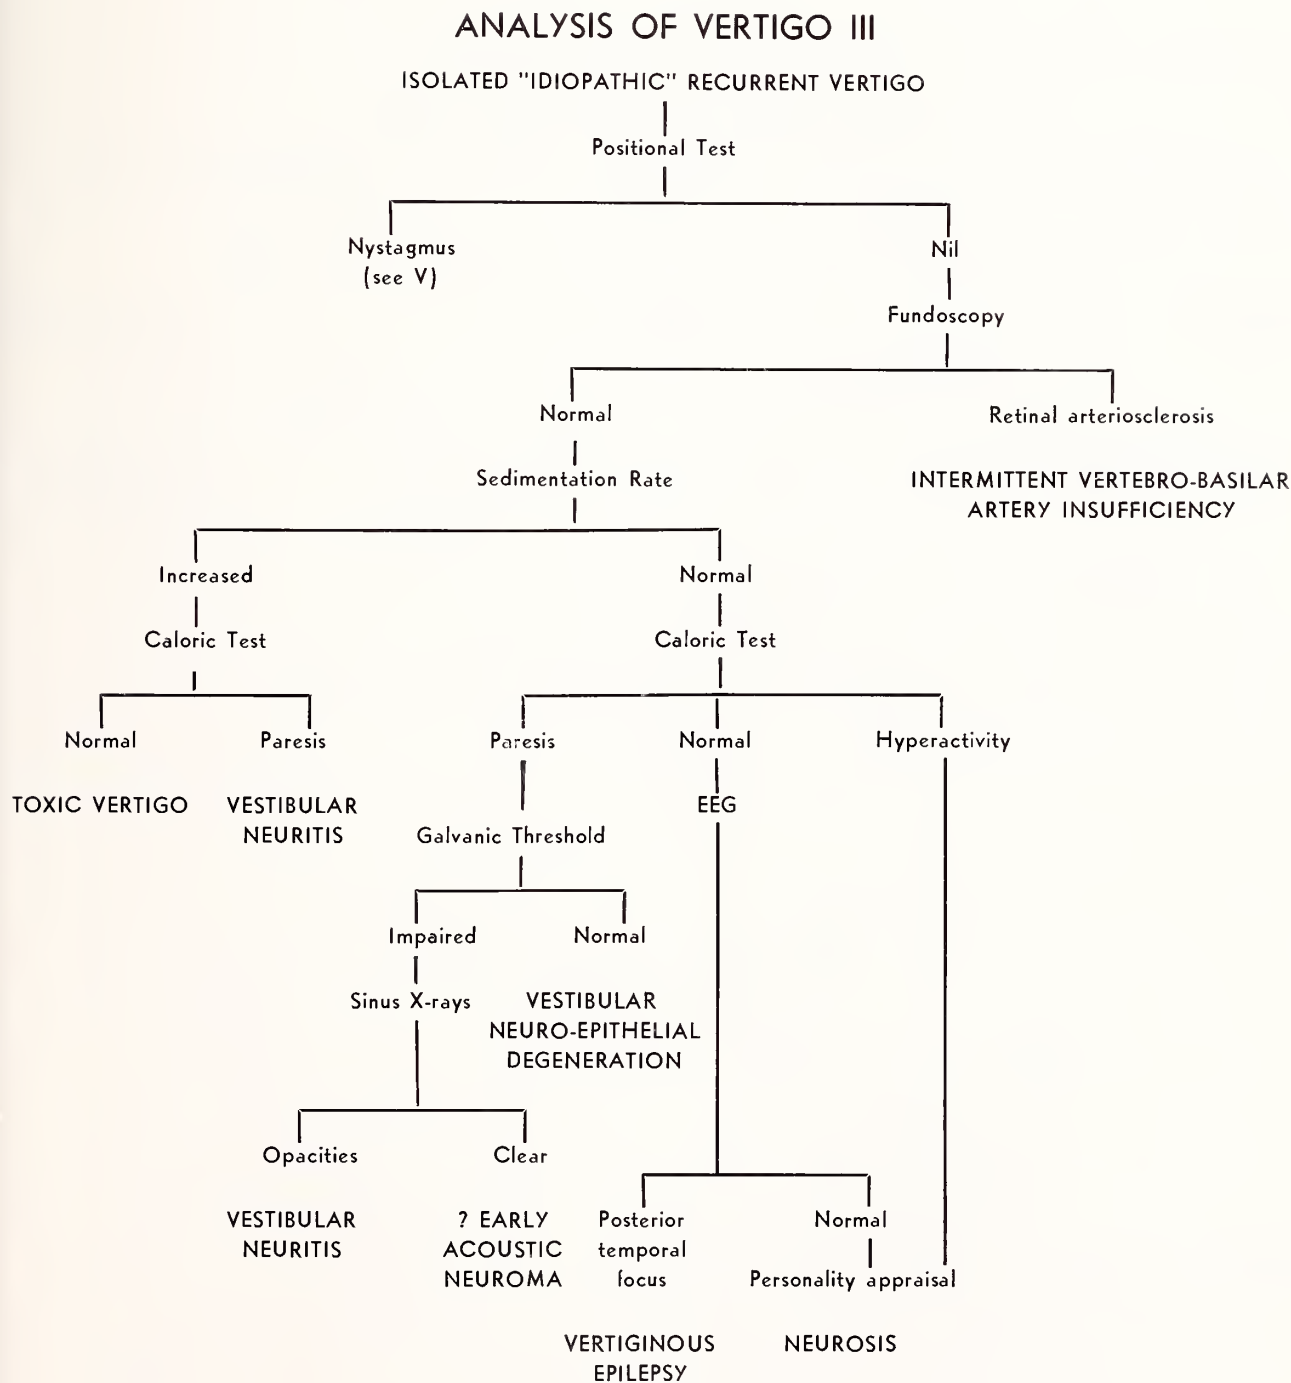 ANALYSIS OF VERTIGO III
ISOLATED "IDIOPATHIC" RECURRENT VERTIGO
Positional Test
Nystagmus
(see V)
Nil
Fundoscopy
Normal
Retinal arteriosclerosis
Sedimentation Rate
INTERMITTENT VERTEBRO-BASILAR
ARTERY INSUFFICIENCY
Increased
Normal
Caloric Test
Caloric Test
Normal
Paresis
Paresis
Normal
Hyperactivity
TOXIC VERTIGO
VESTIBULAR
NEURITIS
EEG
Galvanic Threshold
Impaired
Normal
Sinus X-rays
VESTIBULAR
NEURO-EPITHELIAL
DEGENERATION
Opacities
Clear
VESTIBULAR
NEURITIS
? EARLY
ACOUSTIC
NEUROMA
Posterior
temporal
focus
Normal
Personality appraisal
VERTIGINOUS
EPILEPSY
NEUROSIS